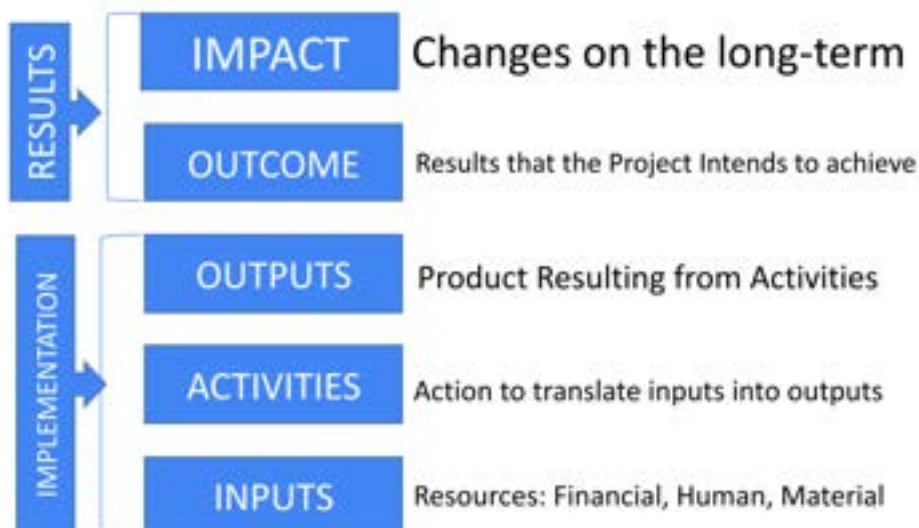 RESULTS
IMPACT
Changes on the long-term
OUTCOME
Results that the Project Intends to achieve
IMPLEMENTATION
OUTPUTS
Product Resulting from Activities
ACTIVITIES
Action to translate inputs into outputs
INPUTS
Resources: Financial, Human, Material